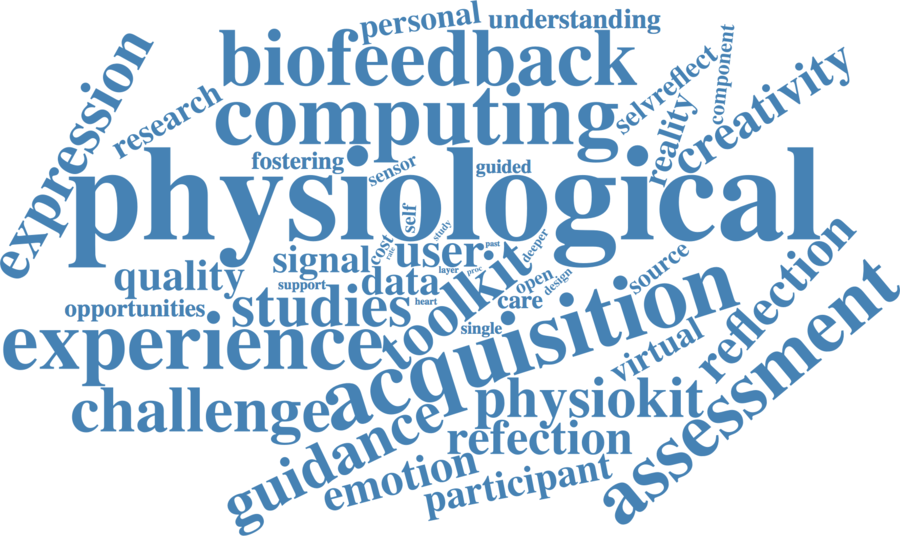 personal
understanding
biofeedback
expression
research
computing
selvreflect
component
reality
creativity
fostering
sensor
guided
physiological
self
study
cost
rate
user
past
deeper
signal
quality
layer
proc
data
support
toolkit
open
design
source
opportunities
studies
heart
care
single
experience
acquisition
virtual
reflection
assessment
challenge
physiokit
guidance
refection
emotion
participant